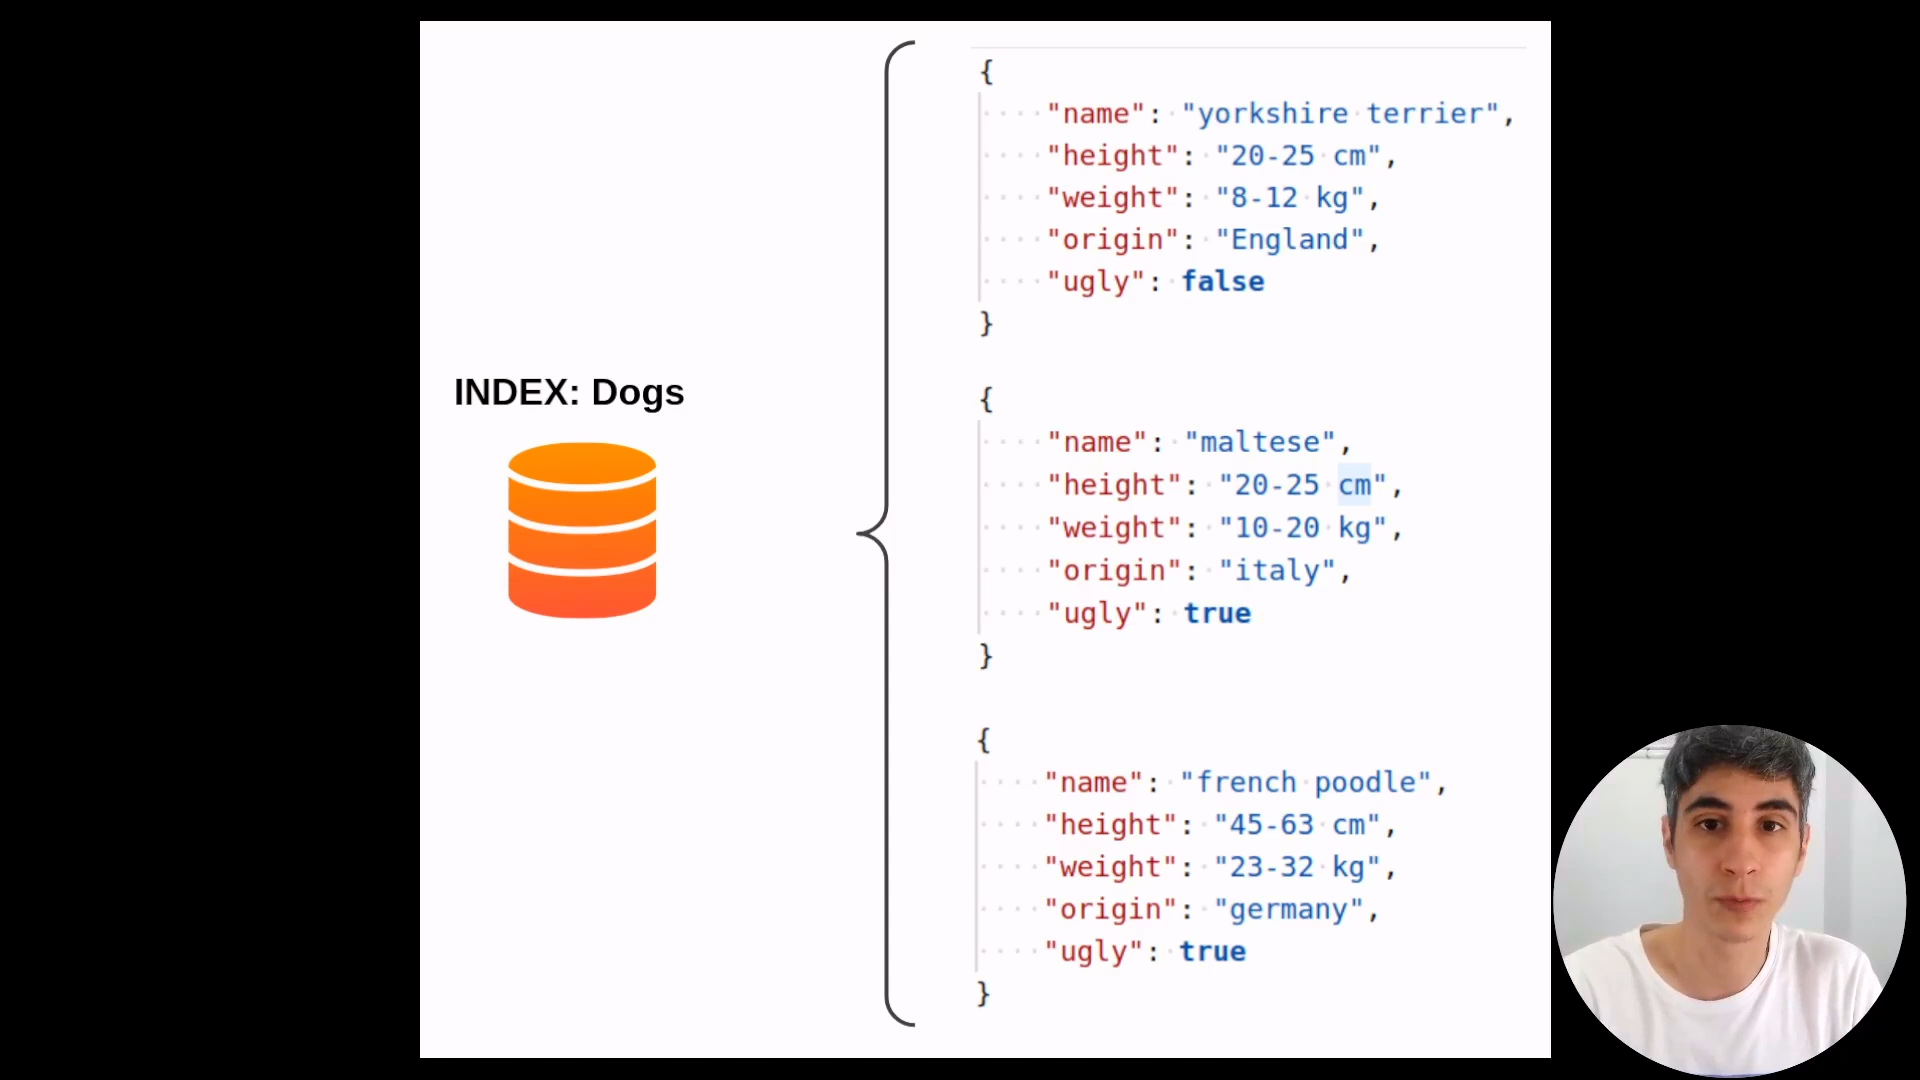 INDEX: Dogs
{
"name": "yorkshire terrier",
"height": "20-25 cm",
"weight": "8-12 kg",
"origin": "England",
"ugly": false
}
{
"name": "maltese",
"height": "20-25 cm",
"weight": "10-20 kg",
"origin": "italy",
"ugly": true
}
{
"name": "french poodle",
"height": "45-63 cm",
"weight": "23-32 kg",
"origin": "germany",
"ugly": true
}